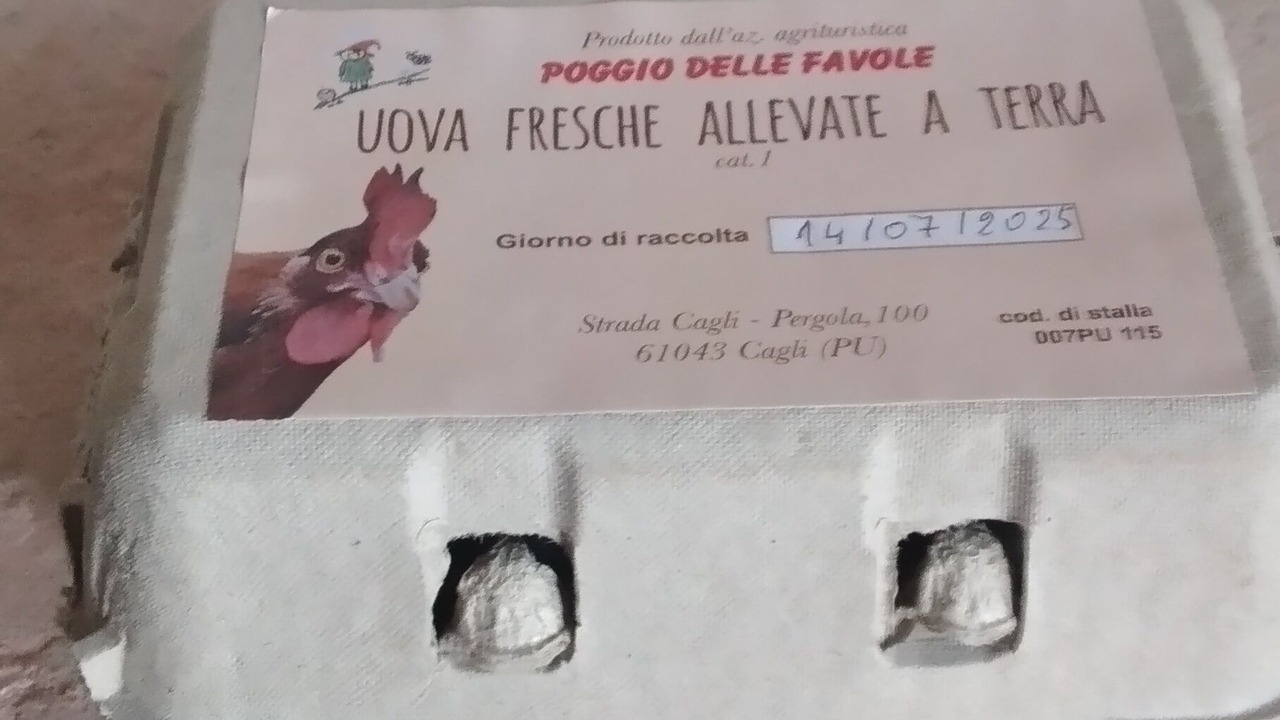 Prodotto dall'az. agrituristica
POGGIO DELLE FAVOLE
UOVA FRESCHE ALLEVATE A TERRA
cat. 1
Giorno di raccolta 14/07/2025
Strada Cagli - Pergola, 100
61043 Cagli (PU)
cod. di stalla
007PU 115